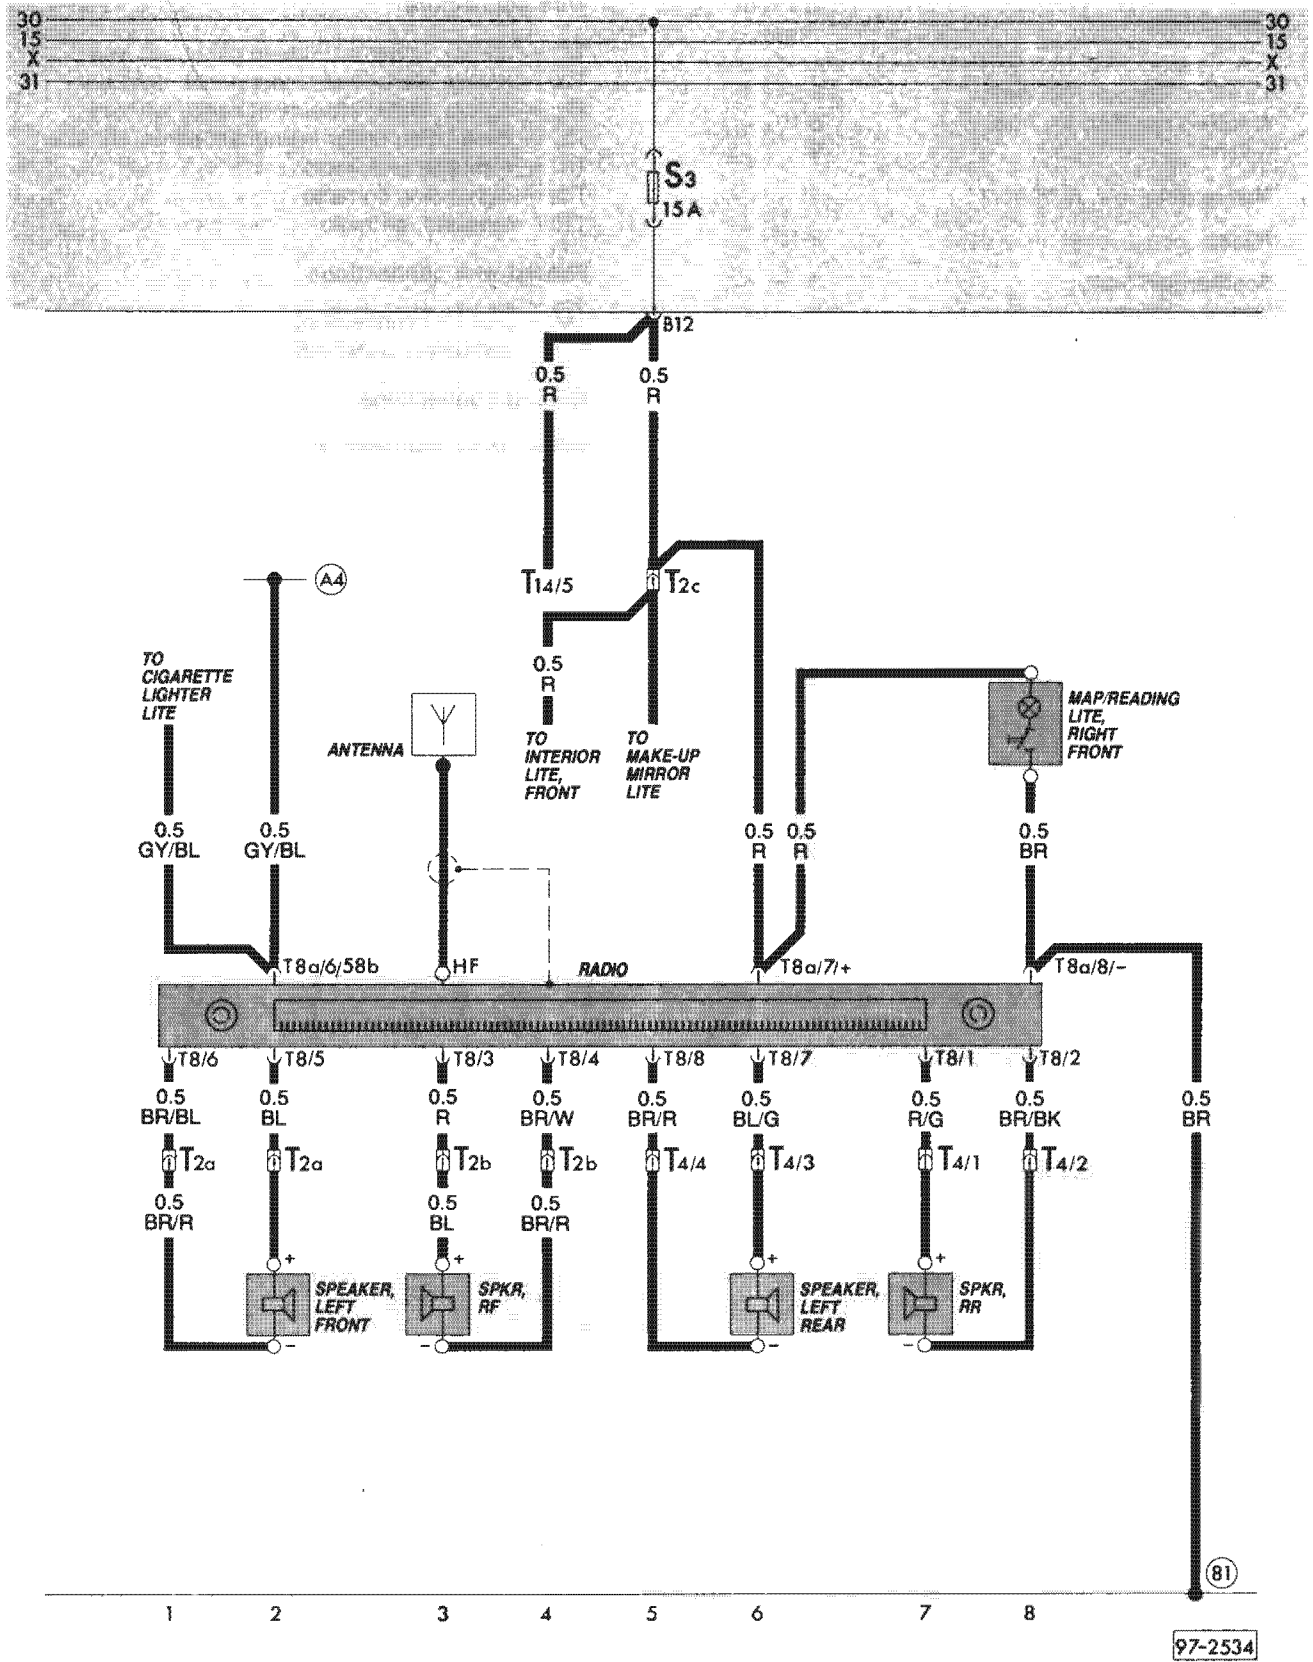 30 30
15 15
X X
31 31
S3
15A
B12
0.5 0.5
R R
A4
T14/5 T2c
TO
CIGARETTE
LIGHTER
LITE
0.5
R
MAP/READING
LITE,
RIGHT
FRONT
ANTENNA
TO
INTERIOR
LITE,
FRONT
TO
MAKE-UP
MIRROR
LITE
0.5 0.5 0.5 0.5 0.5
GY/BL GY/BL R R BR
T8a/6/58b HF RADIO T8a/7/+ T8a/8/-
T8/6 T8/5 T8/3 T8/4 T8/8 T8/7 T8/1 T8/2
0.5 0.5 0.5 0.5 0.5 0.5 0.5 0.5 0.5
BR/BL BL R BR/W BR/R BL/G R/G BR/BK BR
T2a T2a T2b T2b T4/4 T4/3 T4/1 T4/2
0.5 0.5 0.5
BR/R BL BR/R
+ + + +
SPEAKER,
LEFT
FRONT
SPKR,
RF
SPEAKER,
LEFT
REAR
SPKR,
RR
- - - -
81
1 2 3 4 5 6 7 8
97-2534